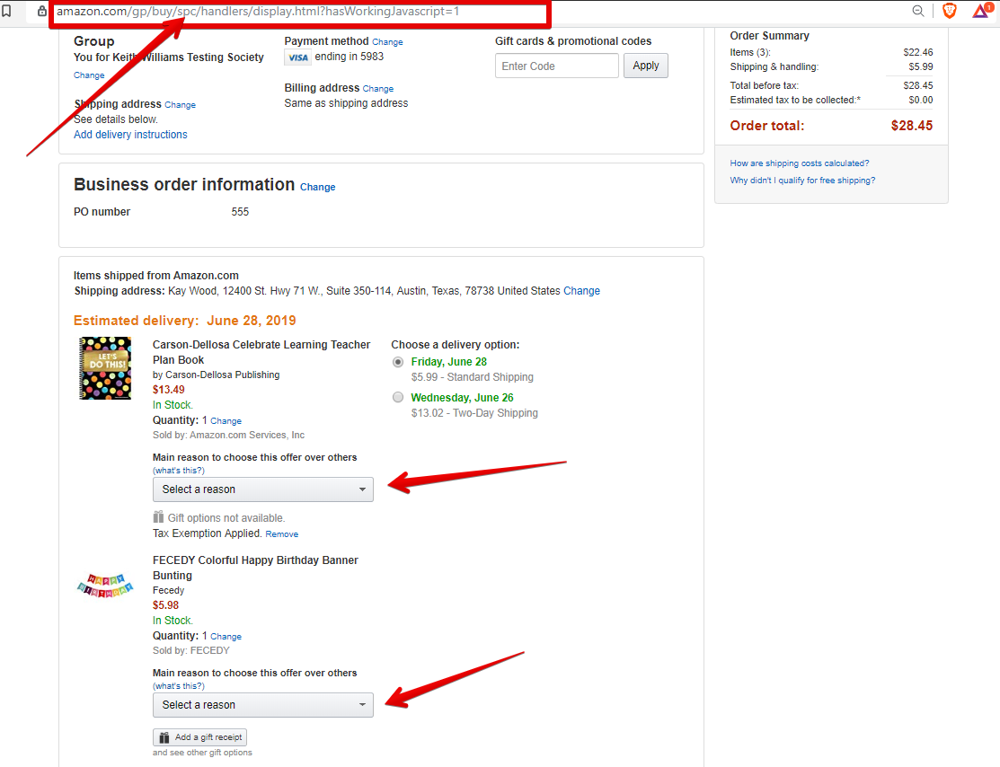 amazon.com/gp/buy/spc/handlers/display.html?hasWorkingJavascript=1
1
Group
You for Keith Williams Testing Society
Change
Shipping address Change
See details below.
Add delivery instructions
Payment method Change
VISA ending in 5983
Billing address Change
Same as shipping address
Gift cards & promotional codes
Enter Code
Apply
Order Summary
Items (3): $22.46
Shipping & handling: $5.99
Total before tax: $28.45
Estimated tax to be collected:* $0.00
Order total: $28.45
How are shipping costs calculated?
Why didn't I qualify for free shipping?
Business order information Change
PO number 555
Items shipped from Amazon.com
Shipping address: Kay Wood, 12400 St. Hwy 71 W., Suite 350-114, Austin, Texas, 78738 United States Change
Estimated delivery: June 28, 2019
LET'S
DO THIS!
Carson-Dellosa Celebrate Learning Teacher
Plan Book
by Carson-Dellosa Publishing
$13.49
In Stock.
Quantity: 1 Change
Sold by: Amazon.com Services, Inc
Main reason to choose this offer over others
(what's this?)
Select a reason
Gift options not available.
Tax Exemption Applied. Remove
Choose a delivery option:
Friday, June 28
$5.99 - Standard Shipping
Wednesday, June 26
$13.02 - Two-Day Shipping
HAPPY
BIRTHDAY
FECEDY Colorful Happy Birthday Banner
Bunting
Fecedy
$5.98
In Stock.
Quantity: 1 Change
Sold by: FECEDY
Main reason to choose this offer over others
(what's this?)
Select a reason
Add a gift receipt
and see other gift options